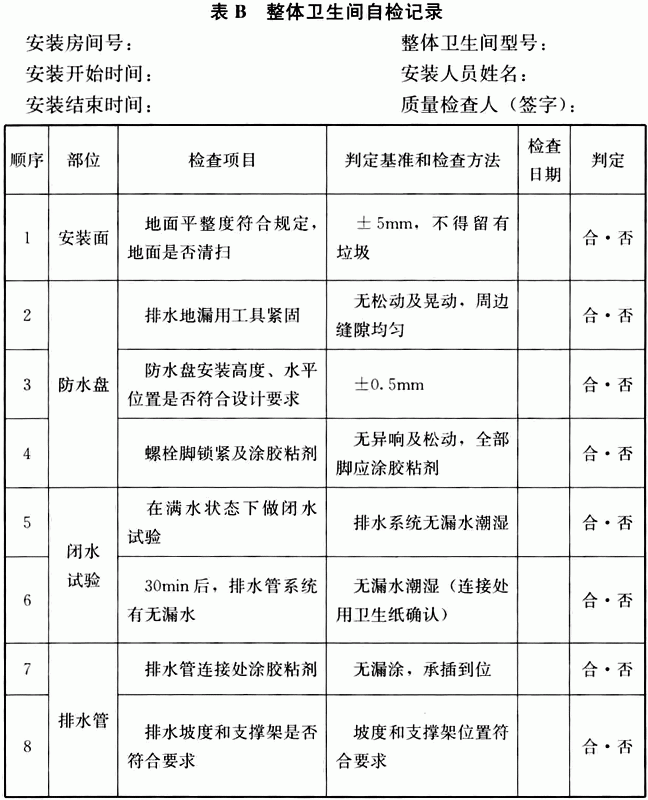 表 B 整体卫生间自检记录
安装房间号： 整体卫生间型号：
安装开始时间： 安装人员姓名：
安装结束时间： 质量检查人（签字）：
顺序 部位 检查项目 判定基准和检查方法 检查 判定
日期
1 安装面 地面平整度符合规定， ±5mm，不得留有 合·否
地面是否清扫 垃圾
2 防水盘 排水地漏用工具紧固 无松动及晃动，周边 合·否
缝隙均匀
3 防水盘安装高度、水平 ±0.5mm 合·否
位置是否符合设计要求
4 螺栓脚锁紧及涂胶粘剂 无异响及松动，全部 合·否
脚应涂胶粘剂
5 闭水 在满水状态下做闭水 排水系统无漏水潮湿 合·否
试验 试验
6 30min后，排水管系统 无漏水潮湿（连接处 合·否
有无漏水 用卫生纸确认）
7 排水管 排水管连接处涂胶粘剂 无漏涂，承插到位 合·否
8 排水坡度和支撑架是否 坡度和支撑架位置符 合·否
符合要求 合要求